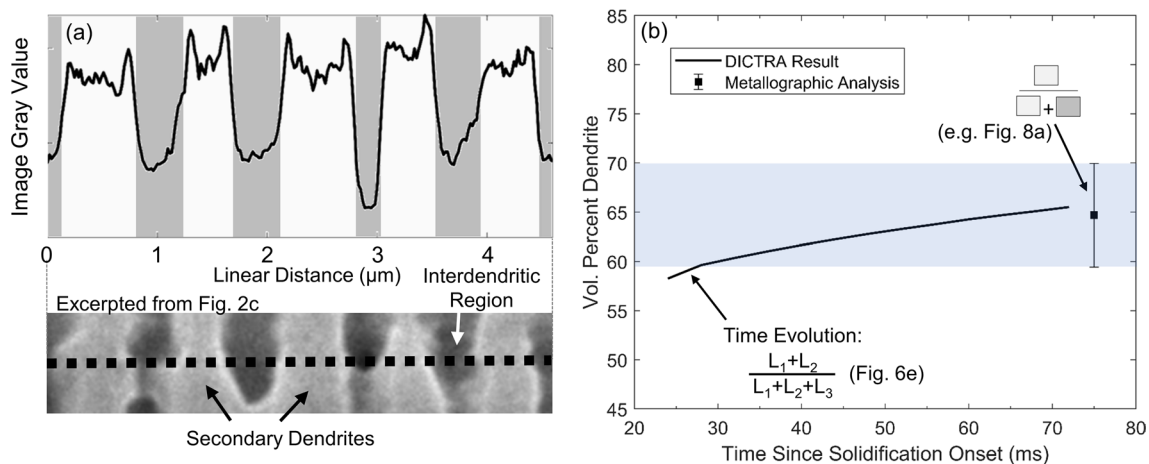 (a)
Image Gray Value
0 1 2 3 4
Linear Distance (μm)
Interdendritic
Region
Excerpted from Fig. 2c
Secondary Dendrites
(b)
Vol. Percent Dendrite
85
80
75
70
65
60
55
50
45
DICTRA Result
Metallographic Analysis
+
(e.g. Fig. 8a)
Time Evolution:
L₁+L₂
L₁+L₂+L₃
(Fig. 6e)
20 30 40 50 60 70 80
Time Since Solidification Onset (ms)